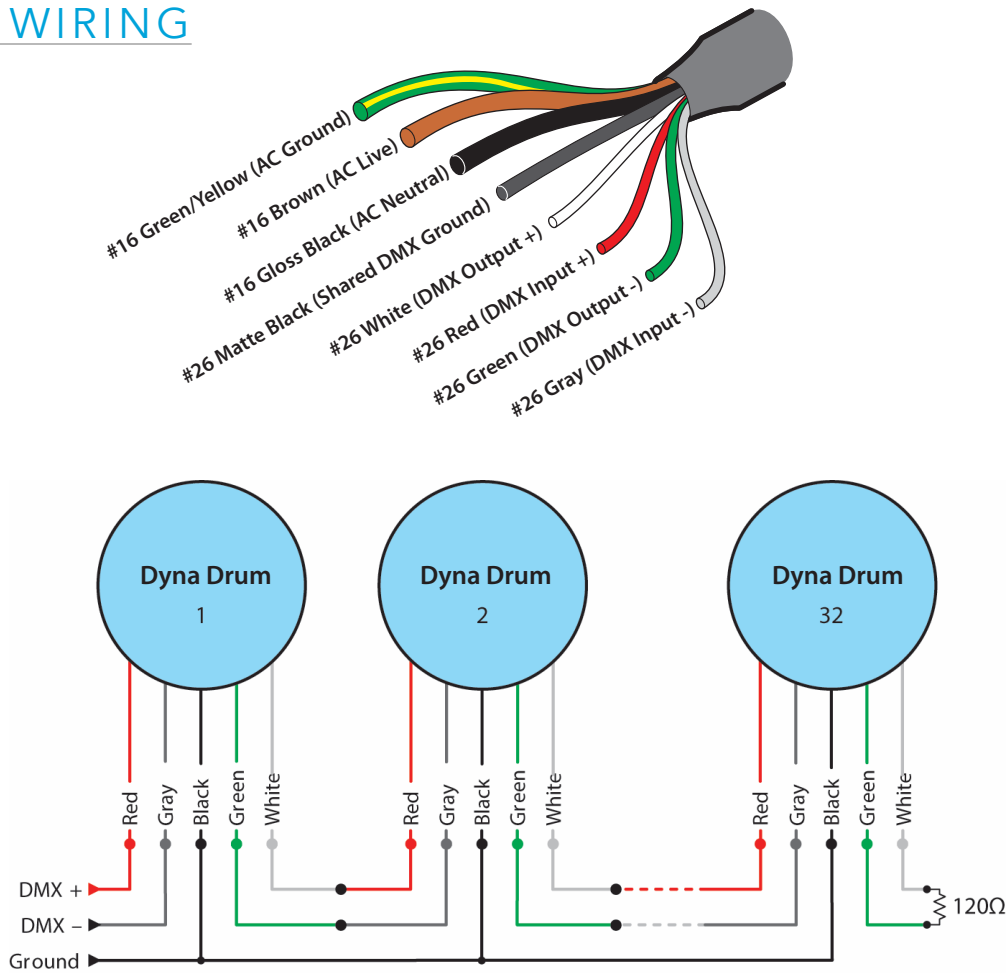 WIRING
#16 Green/Yellow (AC Ground)
#16 Brown (AC Live)
#16 Gloss Black (AC Neutral)
#26 Matte Black (Shared DMX Ground)
#26 White (DMX Output +)
#26 Red (DMX Input +)
#26 Green (DMX Output -)
#26 Gray (DMX Input -)
Dyna Drum
1
Dyna Drum
2
Dyna Drum
32
Red
Gray
Black
Green
White
Red
Gray
Black
Green
White
Red
Gray
Black
Green
White
DMX +
DMX –
Ground
120Ω